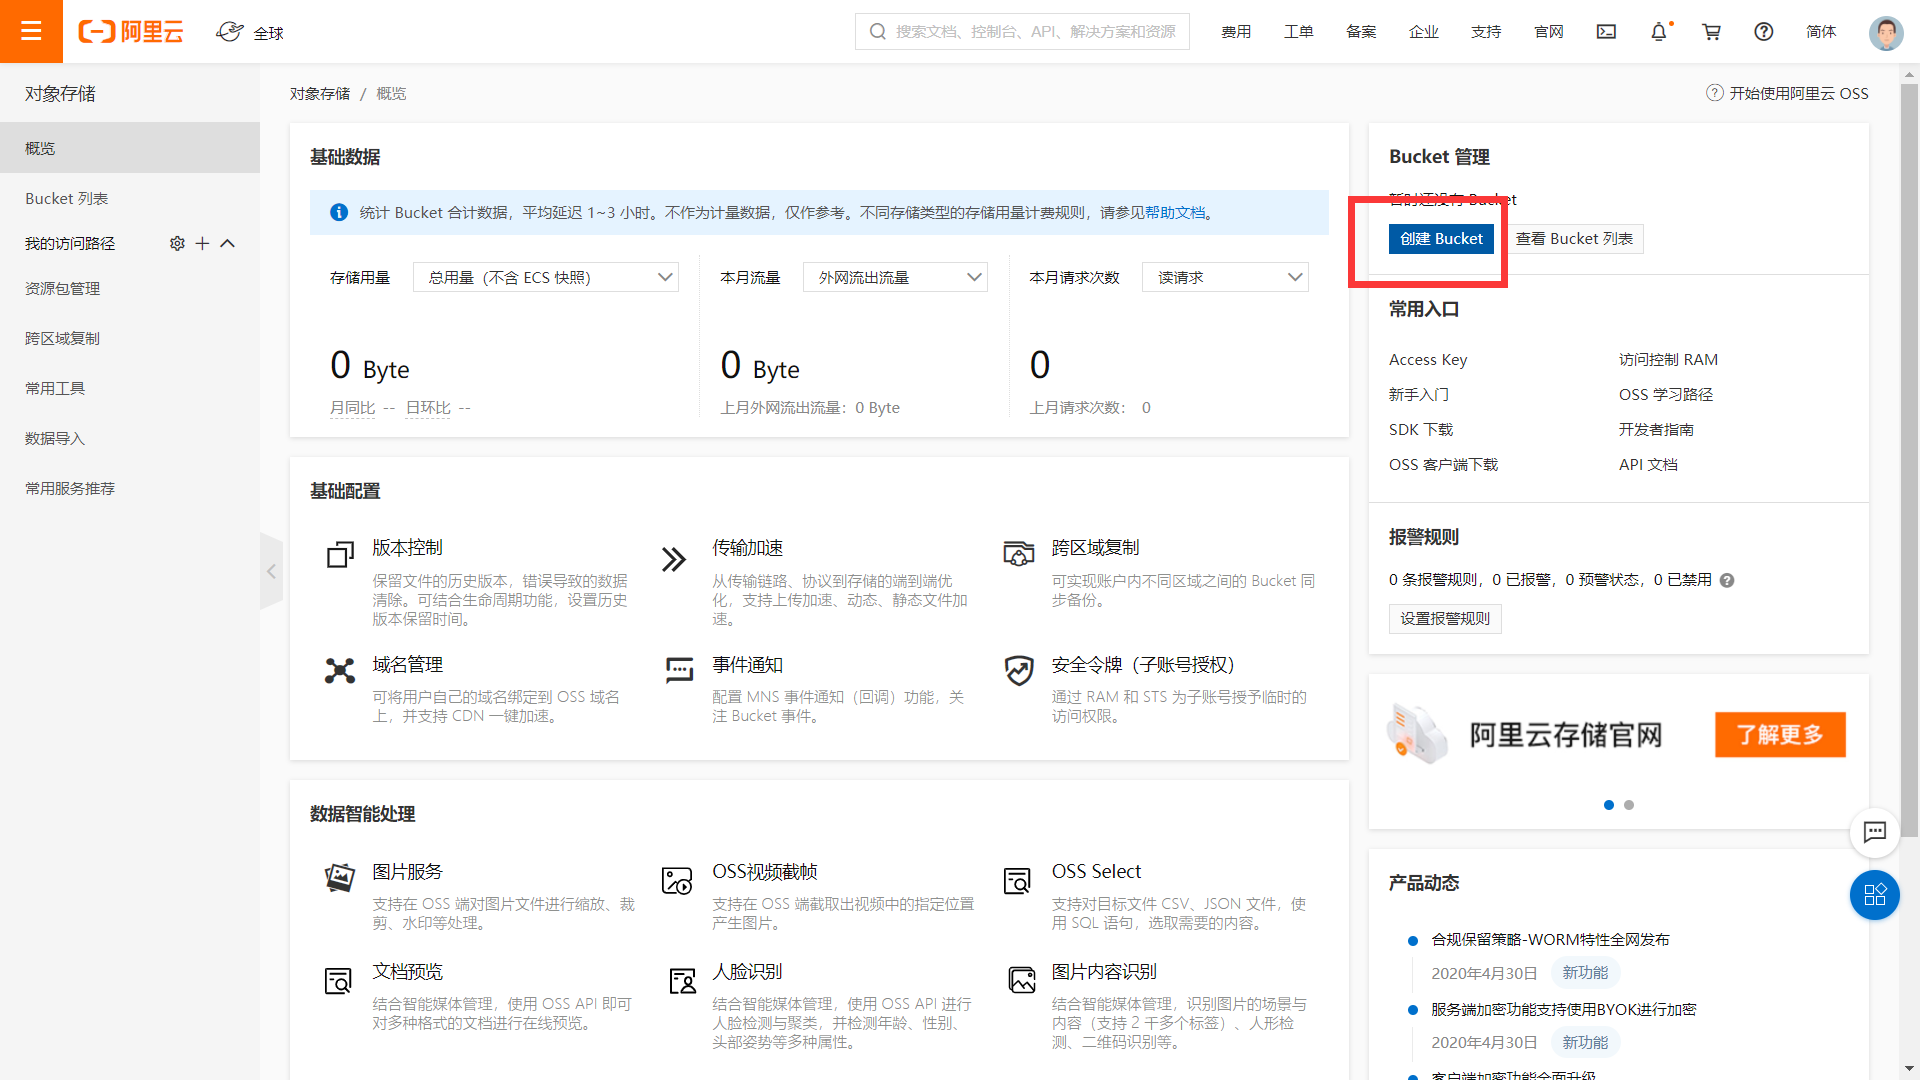 阿里云
全球
搜索文档、控制台、API、解决方案和资源
费用
工单
备案
企业
支持
官网
简体
对象存储
概览
Bucket 列表
我的访问路径
资源包管理
跨区域复制
常用工具
数据导入
常用服务推荐
对象存储 / 概览
开始使用阿里云 OSS
基础数据
统计 Bucket 合计数据，平均延迟 1~3 小时。不作为计量数据，仅作参考。不同存储类型的存储用量计费规则，请参见帮助文档。
存储用量
总用量（不含 ECS 快照）
0 Byte
月同比 -- 日环比 --
本月流量
外网流出流量
0 Byte
上月外网流出流量：0 Byte
本月请求次数
读请求
0
上月请求次数： 0
基础配置
版本控制
保留文件的历史版本，错误导致的数据
清除。可结合生命周期功能，设置历史
版本保留时间。
传输加速
从传输链路、协议到存储的端到端优
化，支持上传加速、动态、静态文件加
速。
跨区域复制
可实现账户内不同区域之间的 Bucket 同
步备份。
域名管理
可将用户自己的域名绑定到 OSS 域名
上，并支持 CDN 一键加速。
事件通知
配置 MNS 事件通知（回调）功能，关
注 Bucket 事件。
安全令牌（子账号授权）
通过 RAM 和 STS 为子账号授予临时的
访问权限。
数据智能处理
图片服务
支持在 OSS 端对图片文件进行缩放、裁
剪、水印等处理。
OSS视频截帧
支持在 OSS 端截取出视频中的指定位置
产生图片。
OSS Select
支持对目标文件 CSV、JSON 文件，使
用 SQL 语句，选取需要的内容。
文档预览
结合智能媒体管理，使用 OSS API 即可
对多种格式的文档进行在线预览。
人脸识别
结合智能媒体管理，使用 OSS API 进行
人脸检测与聚类，并检测年龄、性别、
头部姿势等多种属性。
图片内容识别
结合智能媒体管理，识别图片的场景与
内容（支持 2 千多个标签）、人形检
测、二维码识别等。
Bucket 管理
暂时还没有 Bucket
创建 Bucket
查看 Bucket 列表
常用入口
Access Key
访问控制 RAM
新手入门
OSS 学习路径
SDK 下载
开发者指南
OSS 客户端下载
API 文档
报警规则
0 条报警规则，0 已报警，0 预警状态，0 已禁用
设置报警规则
阿里云存储官网
了解更多
产品动态
合规保留策略-WORM特性全网发布
2020年4月30日 新功能
服务端加密功能支持使用BYOK进行加密
2020年4月30日 新功能
客户端加密功能全面升级